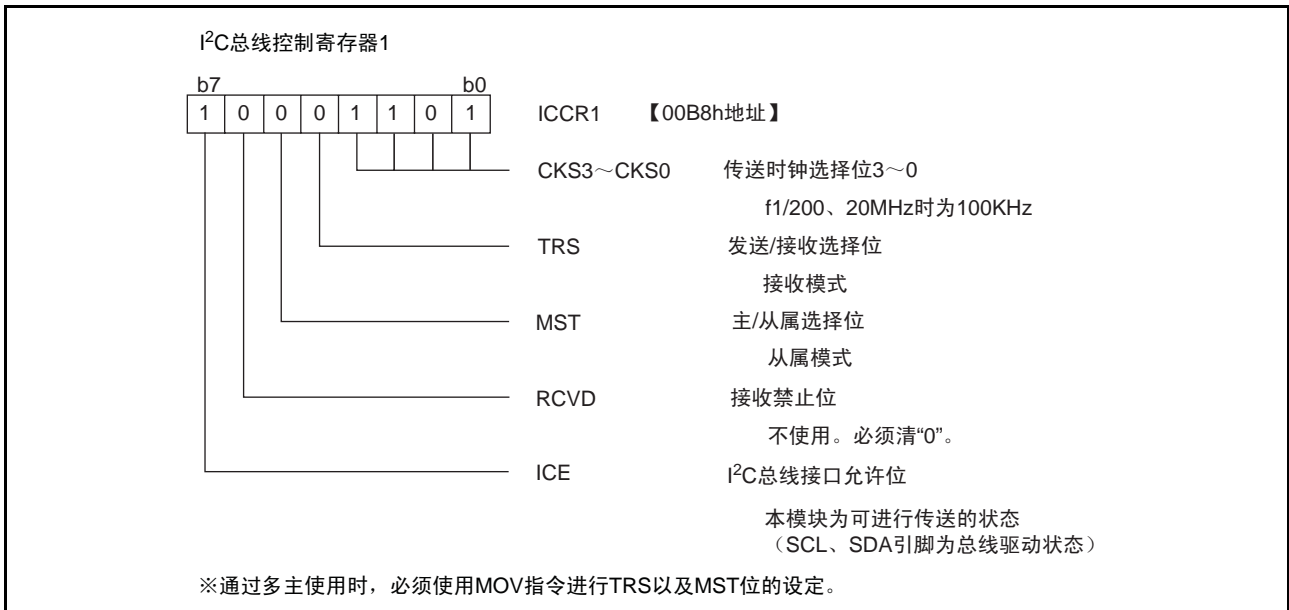 I²C总线控制寄存器1
b7 b0
1 0 0 0 1 1 0 1 ICCR1 【00B8h地址】
CKS3～CKS0 传送时钟选择位3～0
f1/200、20MHz时为100KHz
TRS 发送/接收选择位
接收模式
MST 主/从属选择位
从属模式
RCVD 接收禁止位
不使用。必须清“0”。
ICE I²C总线接口允许位
本模块为可进行传送的状态
（SCL、SDA引脚为总线驱动状态）
※通过多主使用时，必须使用MOV指令进行TRS以及MST位的设定。